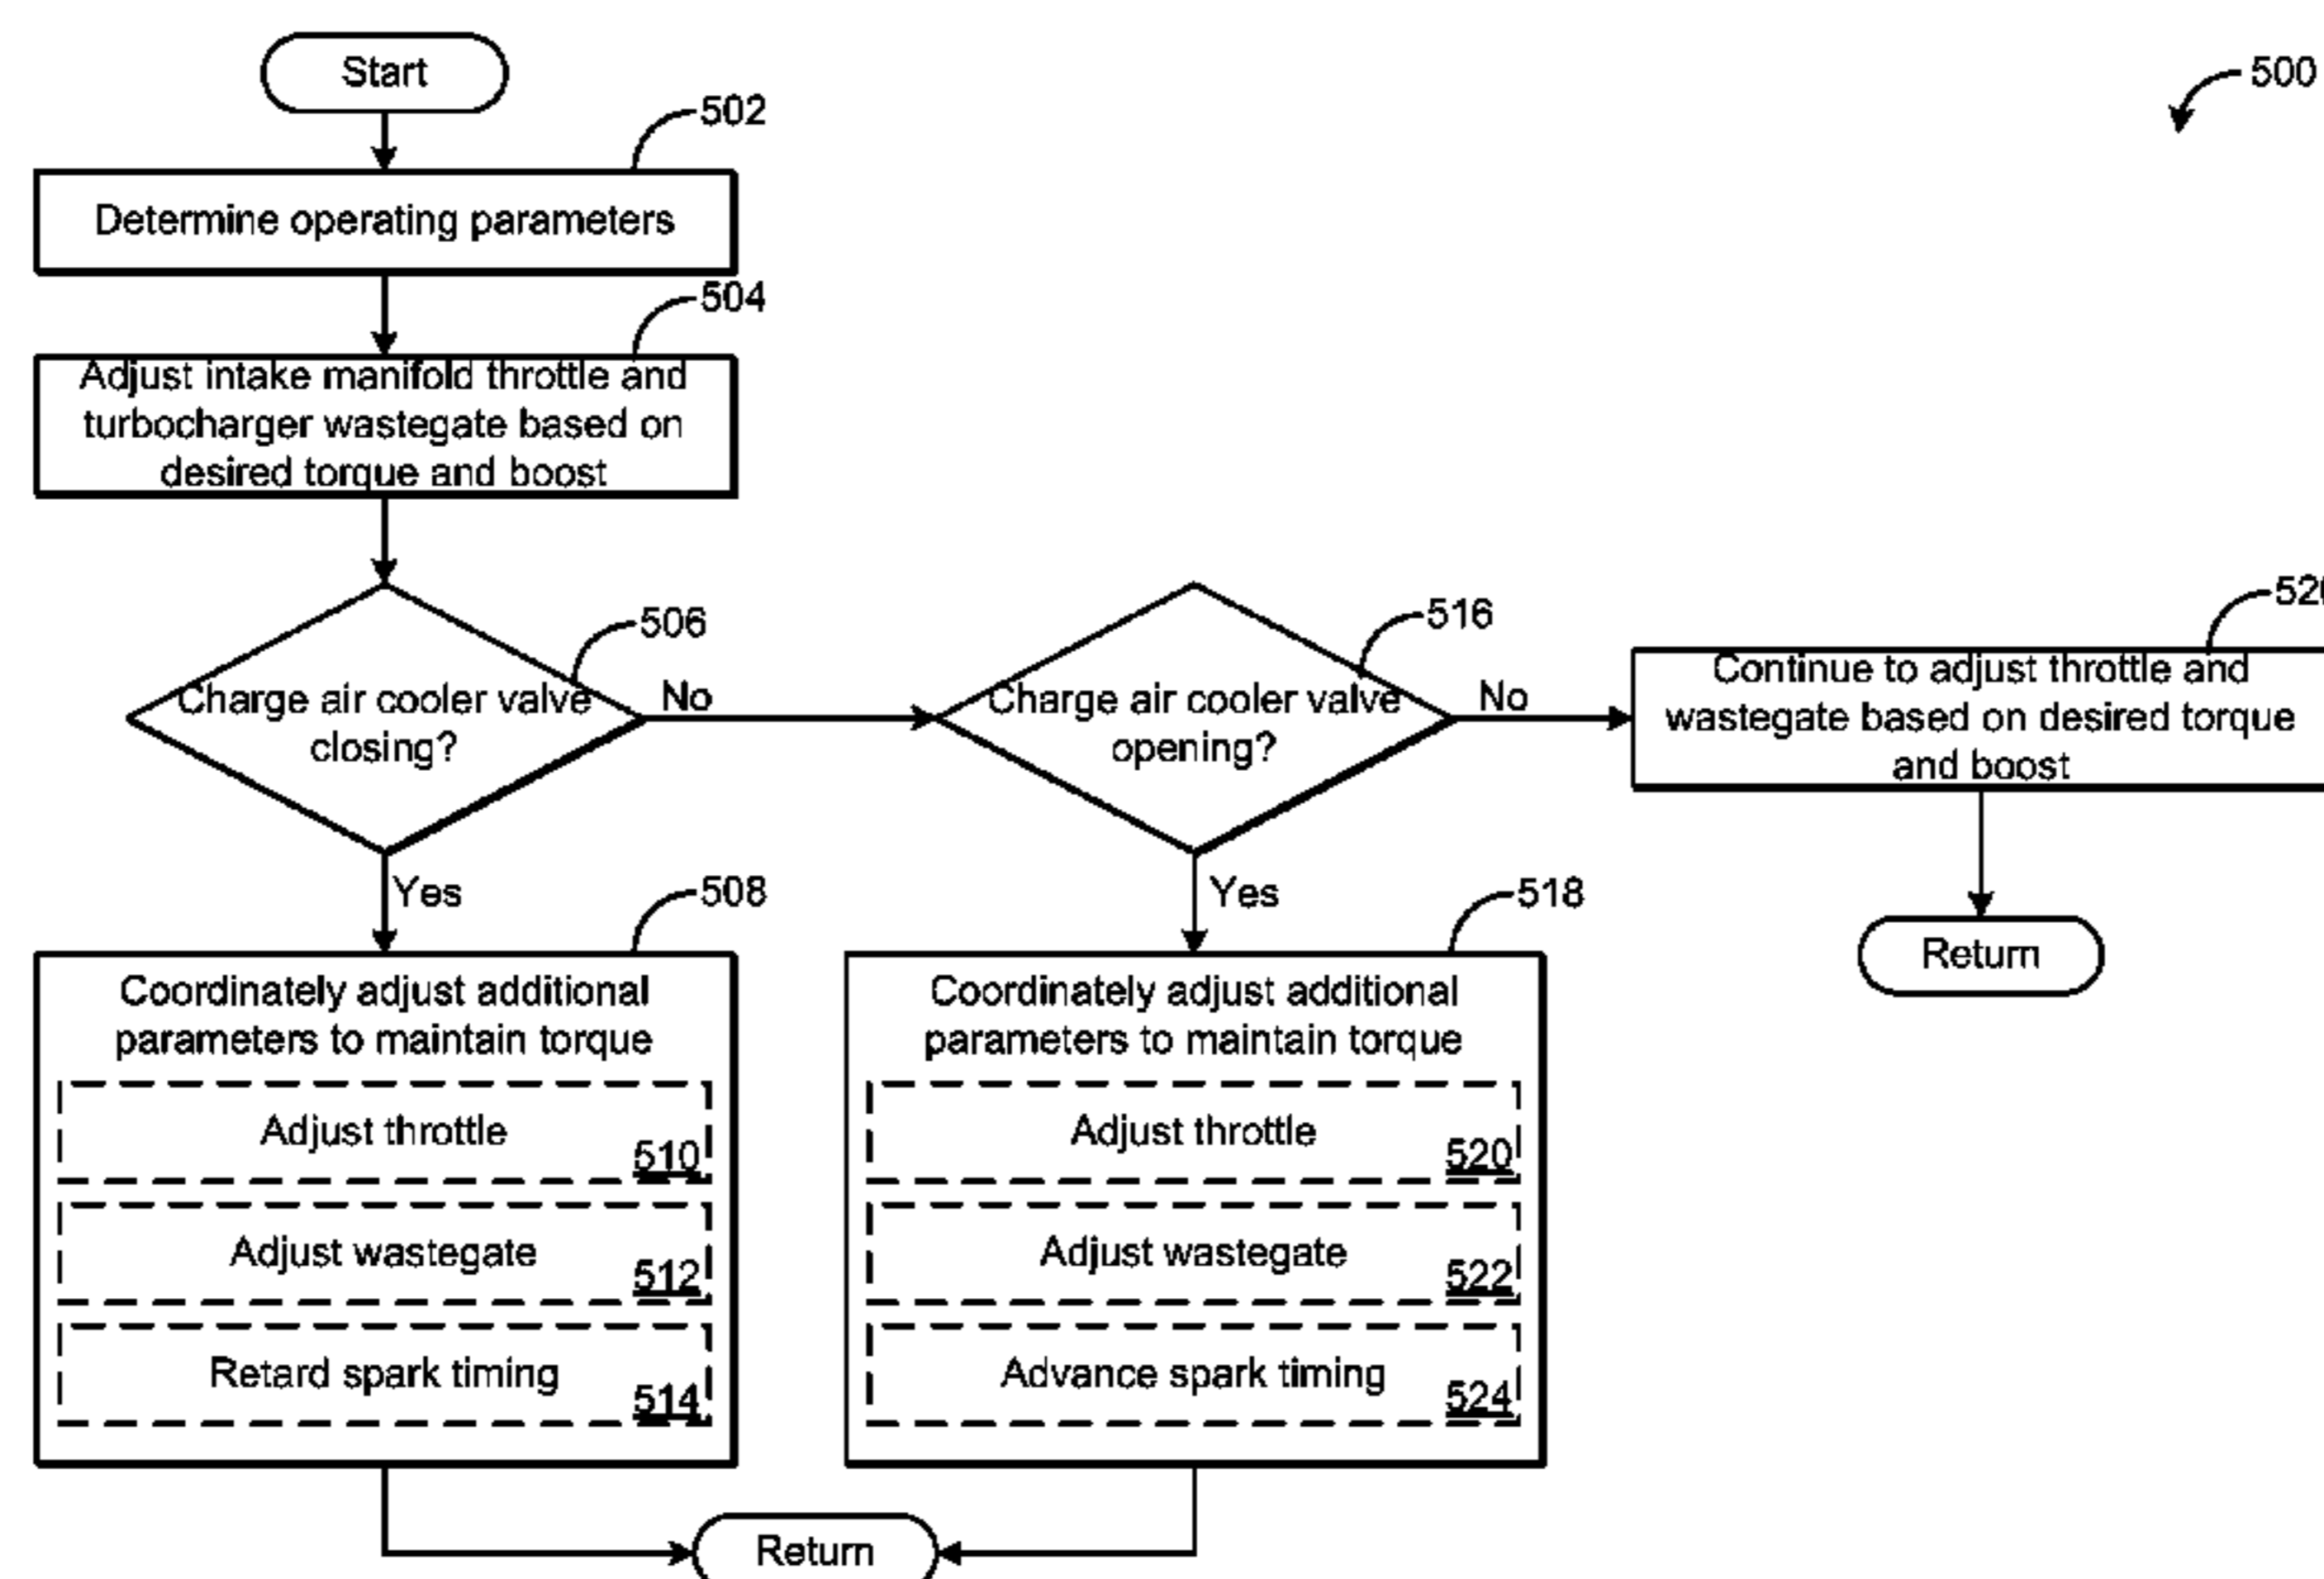 Start
500
502
Determine operating parameters
504
Adjust intake manifold throttle and
turbocharger wastegate based on
desired torque and boost
506
Charge air cooler valve
closing?
No
516
Charge air cooler valve
opening?
No
Continue to adjust throttle and
wastegate based on desired torque
and boost
Return
Yes
508
Coordinately adjust additional
parameters to maintain torque
Adjust throttle
510
Adjust wastegate
512
Retard spark timing
514
Yes
518
Coordinately adjust additional
parameters to maintain torque
Adjust throttle
520
Adjust wastegate
522
Advance spark timing
524
Return